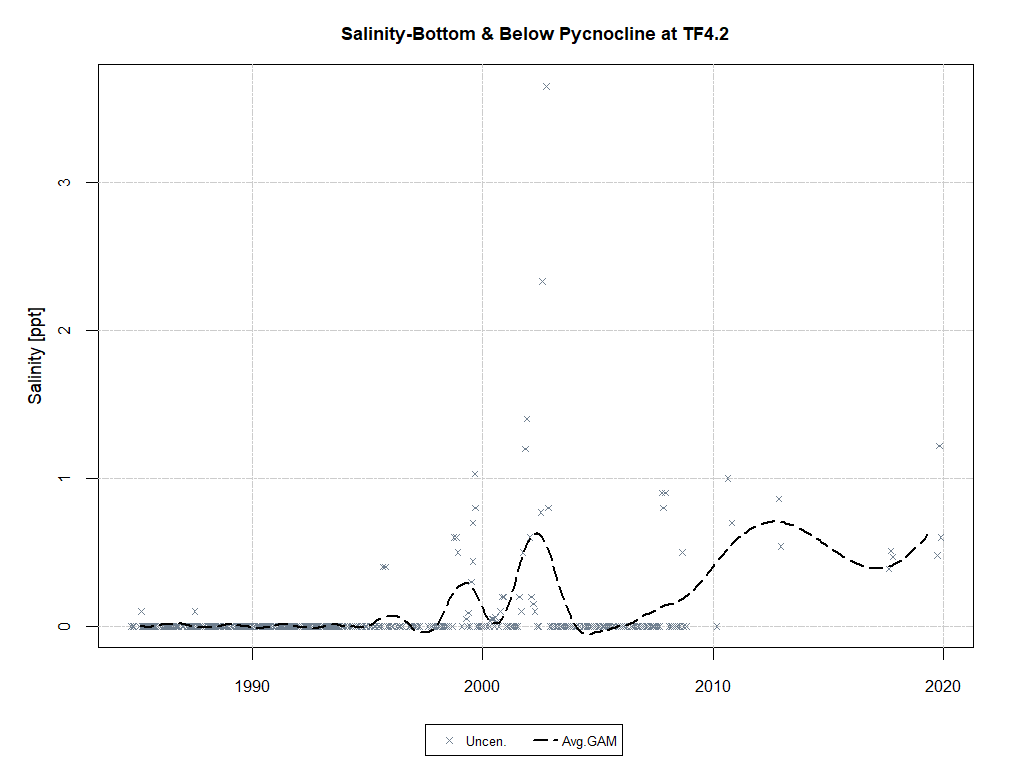 Salinity-Bottom & Below Pycnocline at TF4.2
Salinity [ppt]
3
2
1
0
1990 2000 2010 2020
Uncen. Avg.GAM